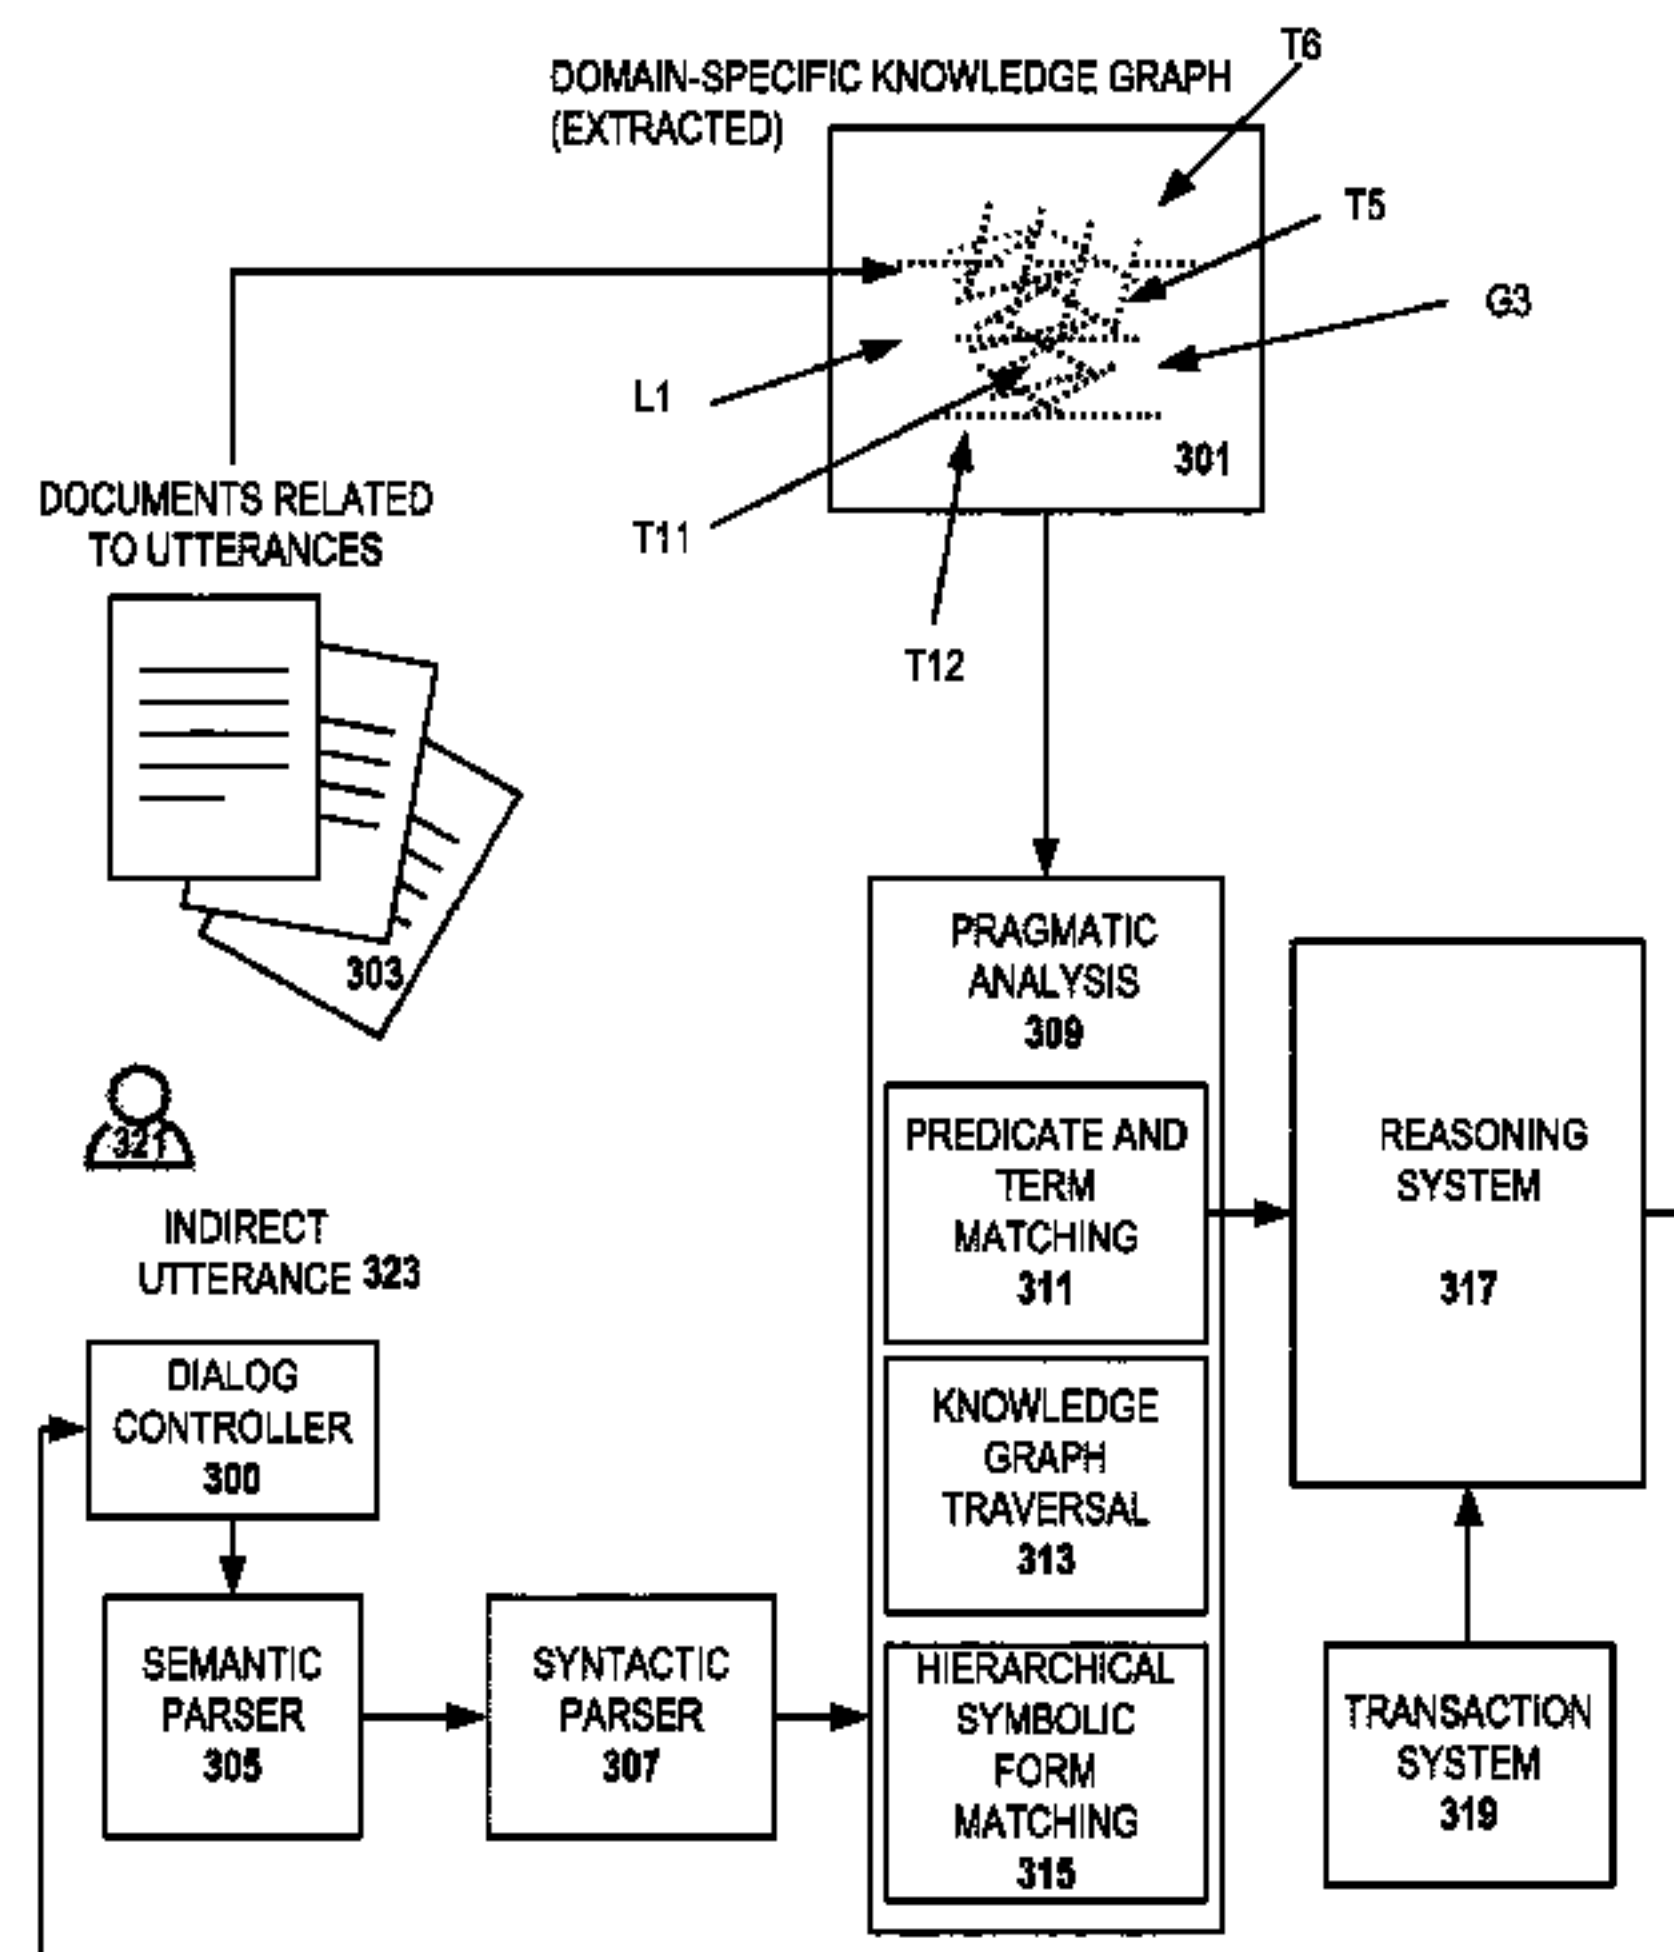 T6
DOMAIN-SPECIFIC KNOWLEDGE GRAPH
(EXTRACTED)
T5
G3
L1
301
T11
T12
DOCUMENTS RELATED
TO UTTERANCES
303
321
INDIRECT
UTTERANCE 323
DIALOG
CONTROLLER
300
SEMANTIC
PARSER
305
SYNTACTIC
PARSER
307
PRAGMATIC
ANALYSIS
309
PREDICATE AND
TERM
MATCHING
311
KNOWLEDGE
GRAPH
TRAVERSAL
313
HIERARCHICAL
SYMBOLIC
FORM
MATCHING
315
REASONING
SYSTEM
317
TRANSACTION
SYSTEM
319